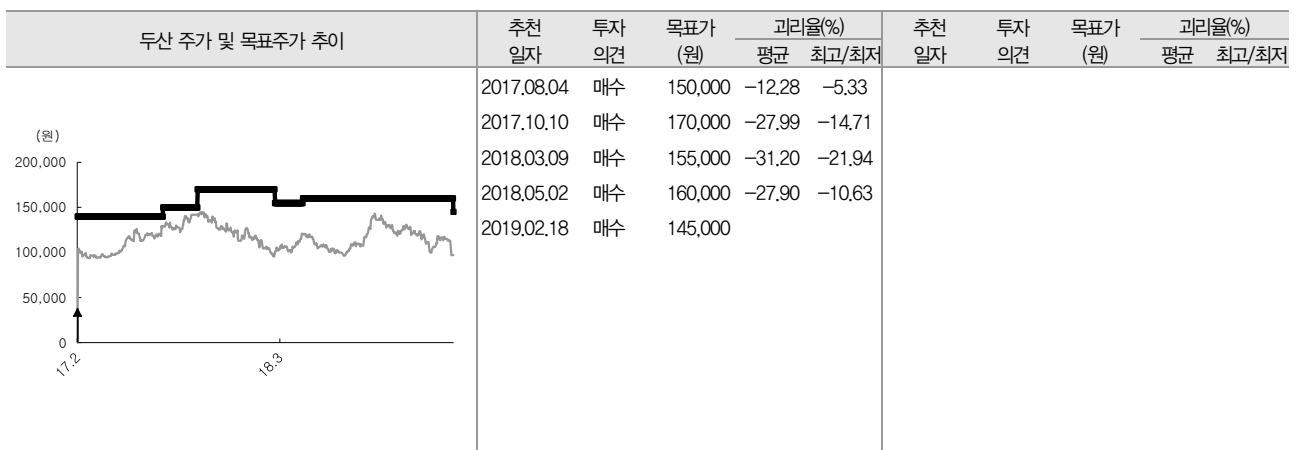 두산 주가 및 목표주가 추이
추천 투자 목표가 괴리율(%) 추천 투자 목표가 괴리율(%)
일자 의견 (원) 평균 최고/최저 일자 의견 (원) 평균 최고/최저
2017.08.04 매수 150,000 -12.28 -5.33
2017.10.10 매수 170,000 -27.99 -14.71
2018.03.09 매수 155,000 -31.20 -21.94
2018.05.02 매수 160,000 -27.90 -10.63
2019.02.18 매수 145,000
(원)
200,000
150,000
100,000
50,000
0
17.2 18.3